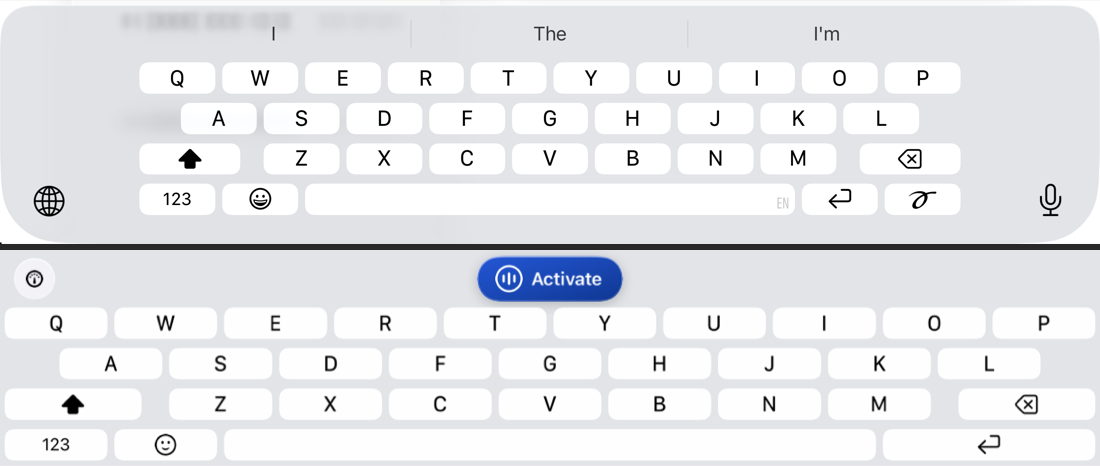 I The I'm
Q W E R T Y U I O P
A S D F G H J K L
Z X C V B N M
123 EN
Activate
Q W E R T Y U I O P
A S D F G H J K L
Z X C V B N M
123